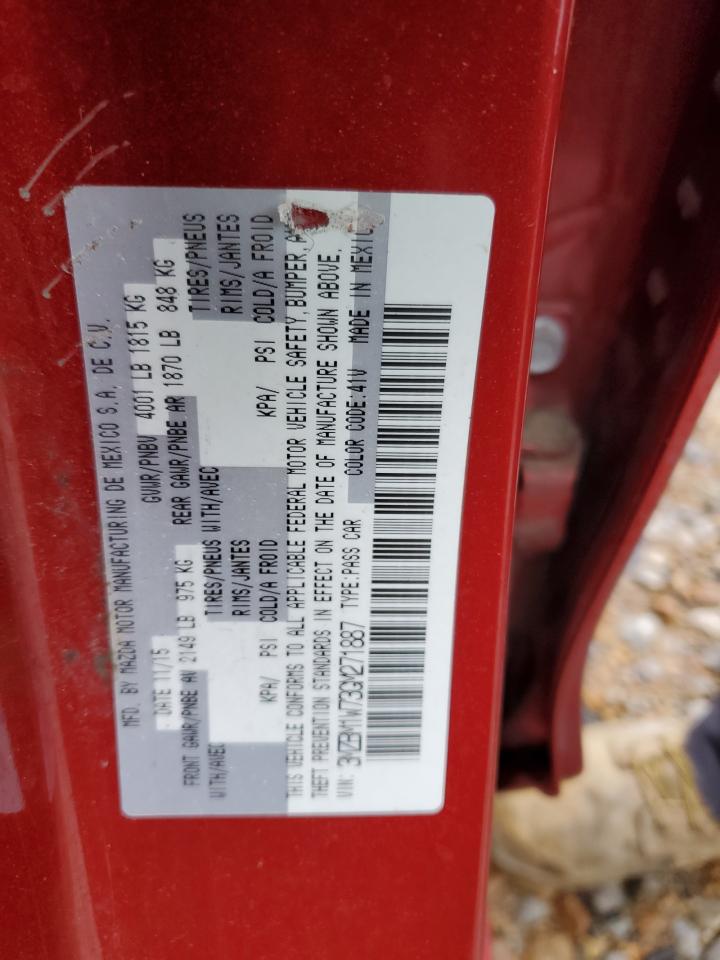 MFD. BY MAZDA MOTOR MANUFACTURING DE MEXICO S.A. DE C.V.
DATE 11/15 GVWR/PNBV 4001 LB 1815 KG
FRONT GAWR/PNBE AV 2149 LB 975 KG REAR GAWR/PNBE AR 1870 LB 848 KG
WITH/AVEC TIRES/PNEUS WITH/AVEC TIRES/PNEUS
RIMS/JANTES RIMS/JANTES
KPA/ PSI COLD/A FROID KPA/ PSI COLD/A FROID
THIS VEHICLE CONFORMS TO ALL APPLICABLE FEDERAL MOTOR VEHICLE SAFETY, BUMPER,
THEFT PREVENTION STANDARDS IN EFFECT ON THE DATE OF MANUFACTURE SHOWN ABOVE.
VIN: 3MZBM1W73GM271887 TYPE:PASS CAR COLOR CODE:41V MADE IN MEXICO